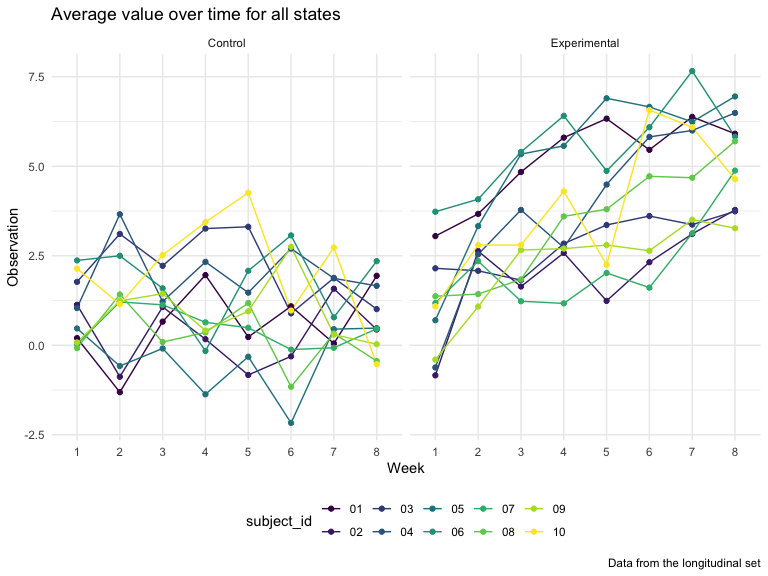 Average value over time for all states
Control Experimental
7.5
5.0
2.5
0.0
-2.5
Observation
1 2 3 4 5 6 7 8 1 2 3 4 5 6 7 8
Week
subject_id
01 03 05 07 09
02 04 06 08 10
Data from the longitudinal set